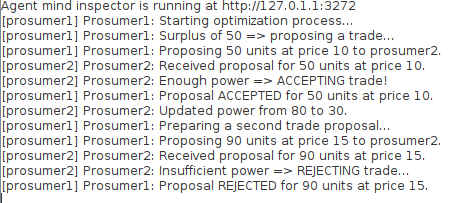 Agent mind inspector is running at http://127.0.1.1:3272
[prosumer1] Prosumer1: Starting optimization process...
[prosumer1] Prosumer1: Surplus of 50 => proposing a trade...
[prosumer1] Prosumer1: Proposing 50 units at price 10 to prosumer2.
[prosumer2] Prosumer2: Received proposal for 50 units at price 10.
[prosumer2] Prosumer2: Enough power => ACCEPTING trade!
[prosumer1] Prosumer1: Proposal ACCEPTED for 50 units at price 10.
[prosumer2] Prosumer2: Updated power from 80 to 30.
[prosumer1] Prosumer1: Preparing a second trade proposal...
[prosumer1] Prosumer1: Proposing 90 units at price 15 to prosumer2.
[prosumer2] Prosumer2: Received proposal for 90 units at price 15.
[prosumer2] Prosumer2: Insufficient power => REJECTING trade...
[prosumer1] Prosumer1: Proposal REJECTED for 90 units at price 15.